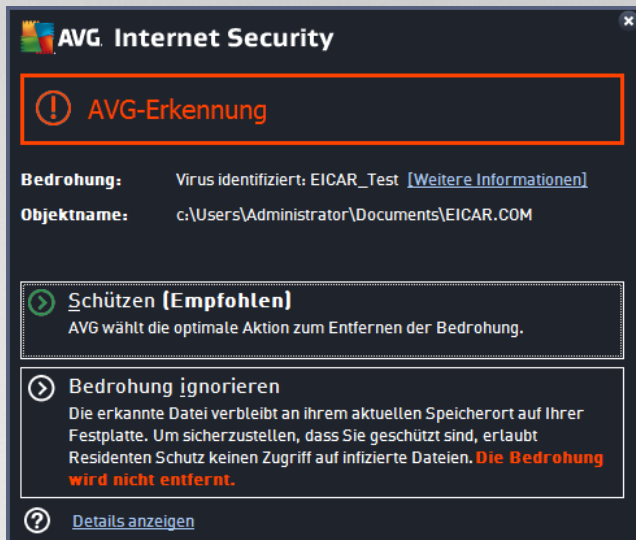 AVG Internet Security
AVG-Erkennung
Bedrohung: Virus identifiziert: EICAR_Test [Weitere Informationen]
Objektname: c:\Users\Administrator\Documents\EICAR.COM
Schützen (Empfohlen)
AVG wählt die optimale Aktion zum Entfernen der Bedrohung.
Bedrohung ignorieren
Die erkannte Datei verbleibt an ihrem aktuellen Speicherort auf Ihrer
Festplatte. Um sicherzustellen, dass Sie geschützt sind, erlaubt
Residenten Schutz keinen Zugriff auf infizierte Dateien. Die Bedrohung
wird nicht entfernt.
Details anzeigen